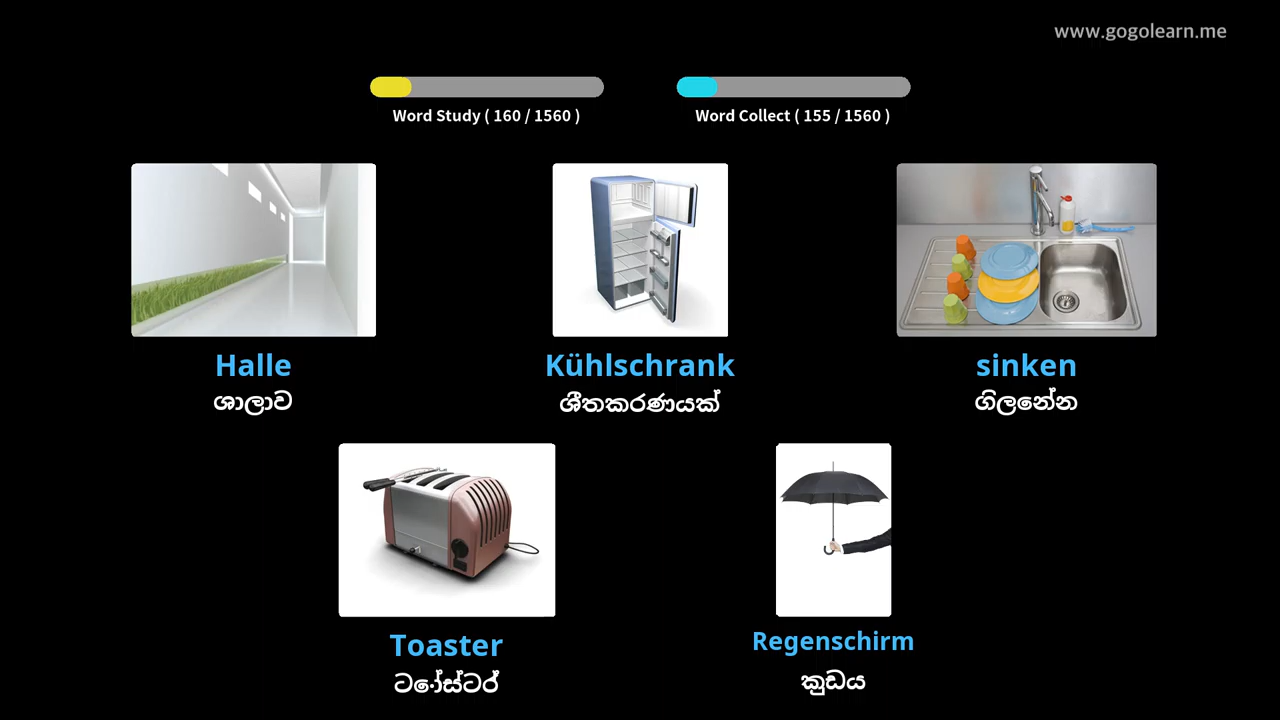 www.gogolearn.me
Word Study ( 160 / 1560 )
Word Collect ( 155 / 1560 )
Halle
ශාලාව
Kühlschrank
ශීතකරණයක්
sinken
ගිලනේන
Toaster
ටෝස්ටර්
Regenschirm
කුඩය